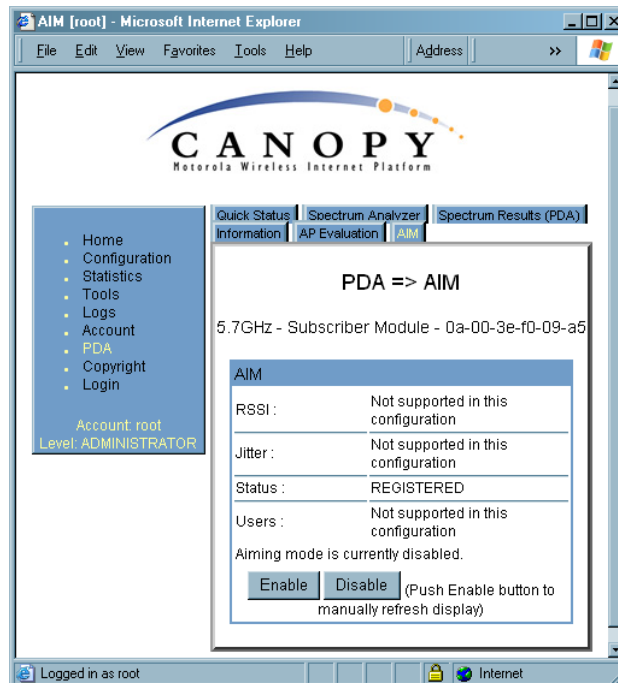 AIM [root] - Microsoft Internet Explorer
File Edit View Favorites Tools Help Address »
CANOPY
Motorola Wireless Internet Platform
Quick Status Spectrum Analyzer Spectrum Results (PDA)
Information AP Evaluation AIM
Home
Configuration
Statistics
Tools
Logs
Account
PDA
Copyright
Login
Account: root
Level: ADMINISTRATOR
PDA => AIM
5.7GHz - Subscriber Module - 0a-00-3e-f0-09-a5
AIM
RSSI : Not supported in this
configuration
Jitter : Not supported in this
configuration
Status : REGISTERED
Users : Not supported in this
configuration
Aiming mode is currently disabled.
Enable Disable (Push Enable button to
manually refresh display)
Logged in as root Internet